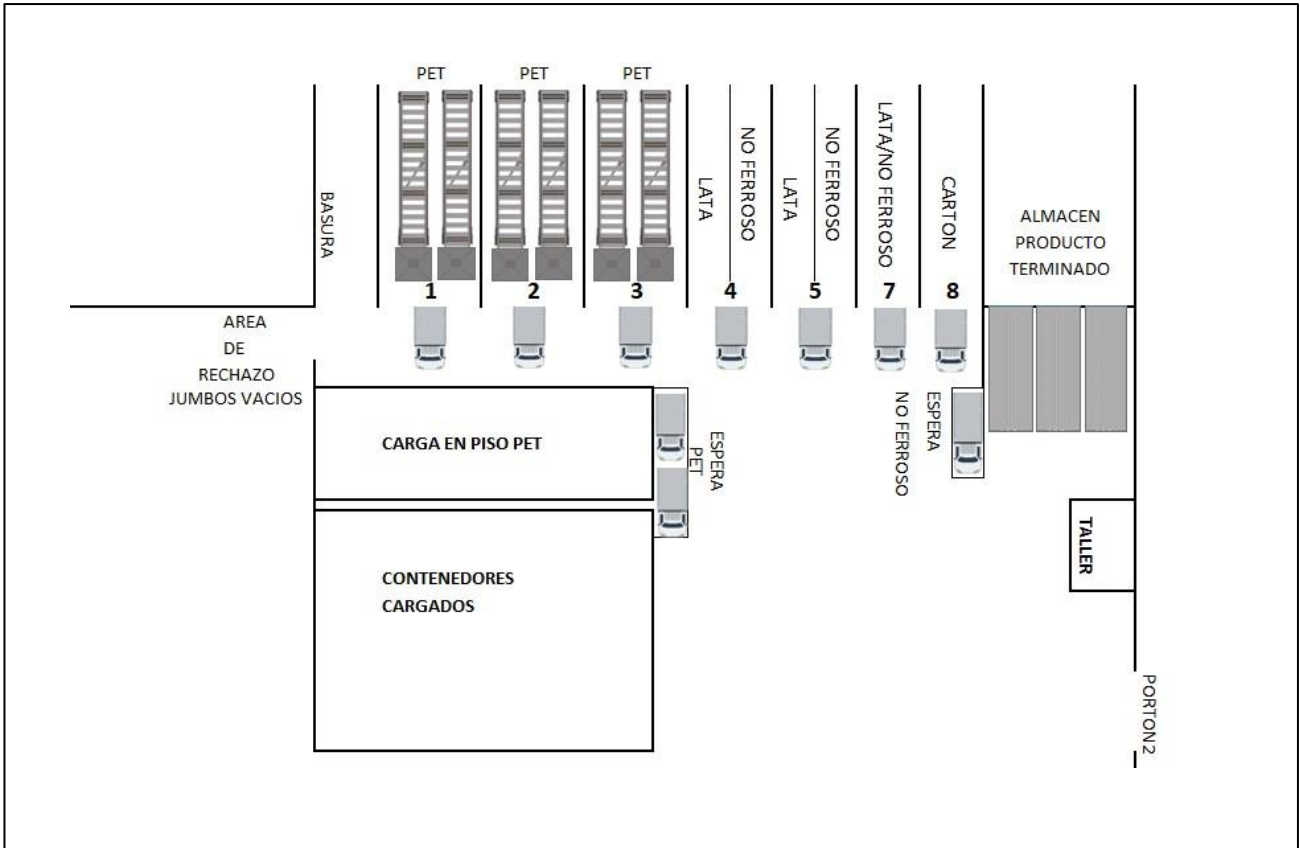 PET
PET
PET
BASURA
LATA
NO FERROSO
LATA
NO FERROSO
LATA/NO FERROSO
CARTON
ALMACEN
PRODUCTO
TERMINADO
1
2
3
4
5
7
8
AREA
DE
RECHAZO
JUMBOS VACIOS
CARGA EN PISO PET
ESPERA
PET
ESPERA
NO FERROSO
TALLER
CONTENEDORES
CARGADOS
PORTON2